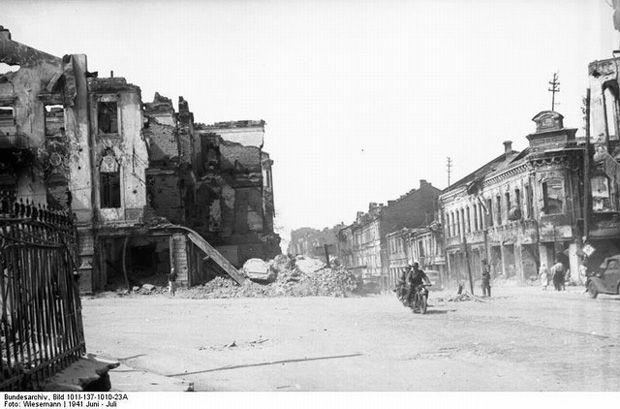 Bundesarchiv, Bild 101I-137-1010-23A
Foto: Wiesemann | 1941 Juni - Juli